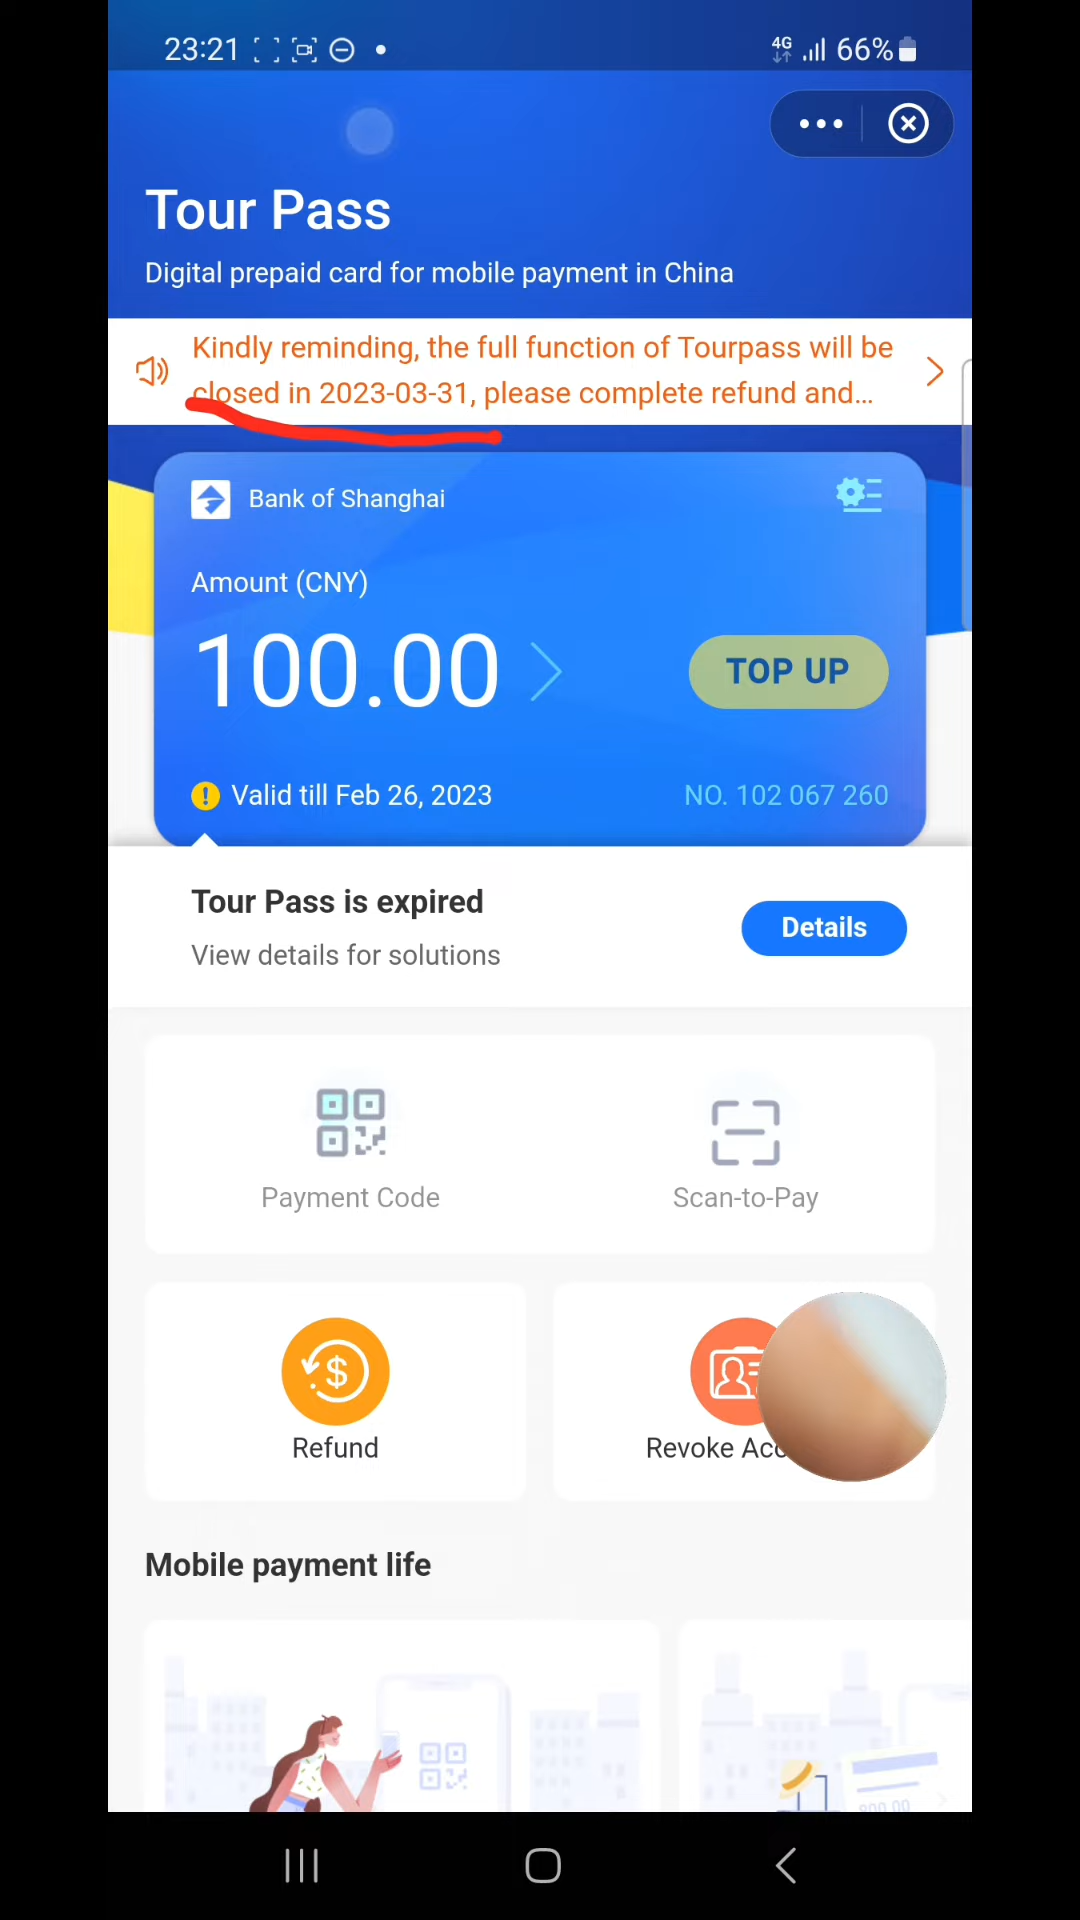 23:21
4G 66%
Tour Pass
Digital prepaid card for mobile payment in China
Kindly reminding, the full function of Tourpass will be
closed in 2023-03-31, please complete refund and...
Bank of Shanghai
Amount (CNY)
100.00
TOP UP
Valid till Feb 26, 2023
NO. 102 067 260
Tour Pass is expired
Details
View details for solutions
Payment Code
Scan-to-Pay
$
Refund
Revoke
Mobile payment life